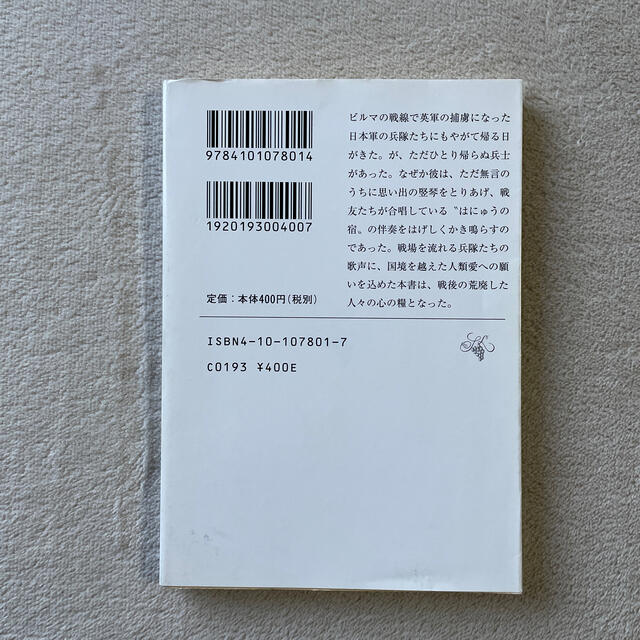 9784101078014
1920193004007
定価:本体400円(税別)
ISBN4-10-107801-7
C0193 ¥400E
ビルマの戦線で英軍の捕虜になった
日本軍の兵隊たちにもやがて帰る日
がきた。が、ただひとり帰らぬ兵士
があった。なぜか彼は、ただ無言の
うちに思い出の竪琴をとりあげ、戦
友たちが合唱している〝はにゅうの
宿〟の伴奏をはげしくかき鳴らすの
であった。戦場を流れる兵隊たちの
歌声に、国境を越えた人類愛への願
いを込めた本書は、戦後の荒廃した
人々の心の糧となった。